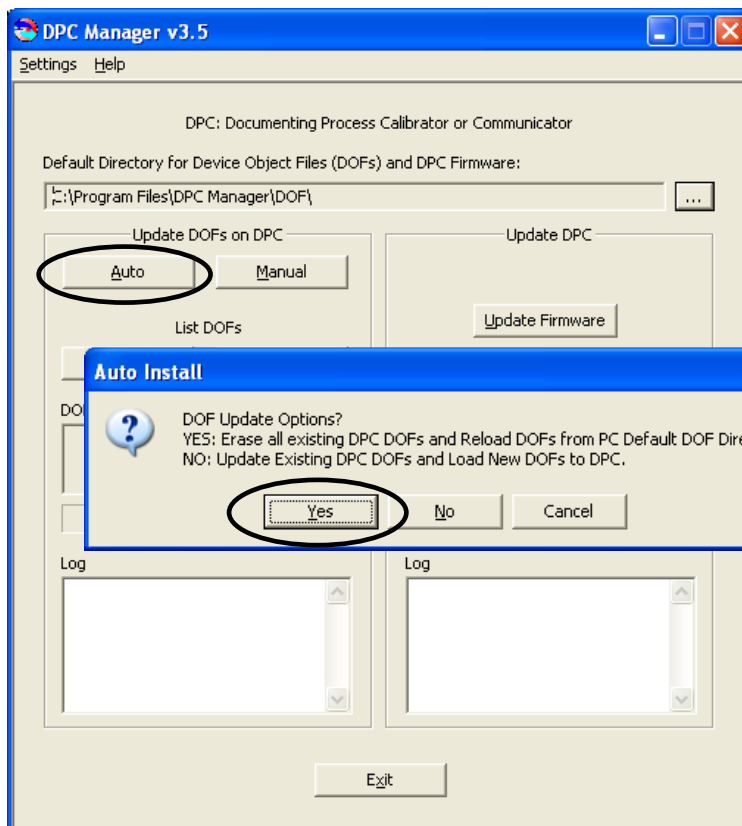 DPC Manager v3.5
Settings Help
DPC: Documenting Process Calibrator or Communicator
Default Directory for Device Object Files (DOFs) and DPC Firmware:
:\Program Files\DPC Manager\DOF\
...
Update DOFs on DPC
Update DPC
Auto
Manual
Update Firmware
List DOFs
Auto Install
DO
DOF Update Options?
YES: Erase all existing DPC DOFs and Reload DOFs from PC Default DOF Dire
NO: Update Existing DPC DOFs and Load New DOFs to DPC.
Yes
No
Cancel
Log
Log
Exit